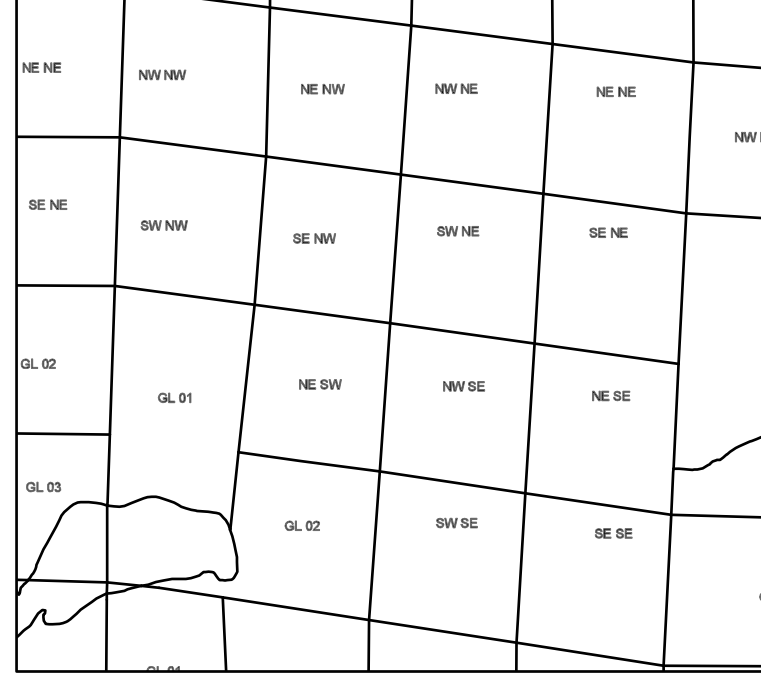 NE NE
NW NW
NE NW
NW NE
NE NE
NW
SE NE
SW NW
SE NW
SW NE
SE NE
GL 02
GL 01
NE SW
NW SE
NE SE
GL 03
GL 02
SW SE
SE SE